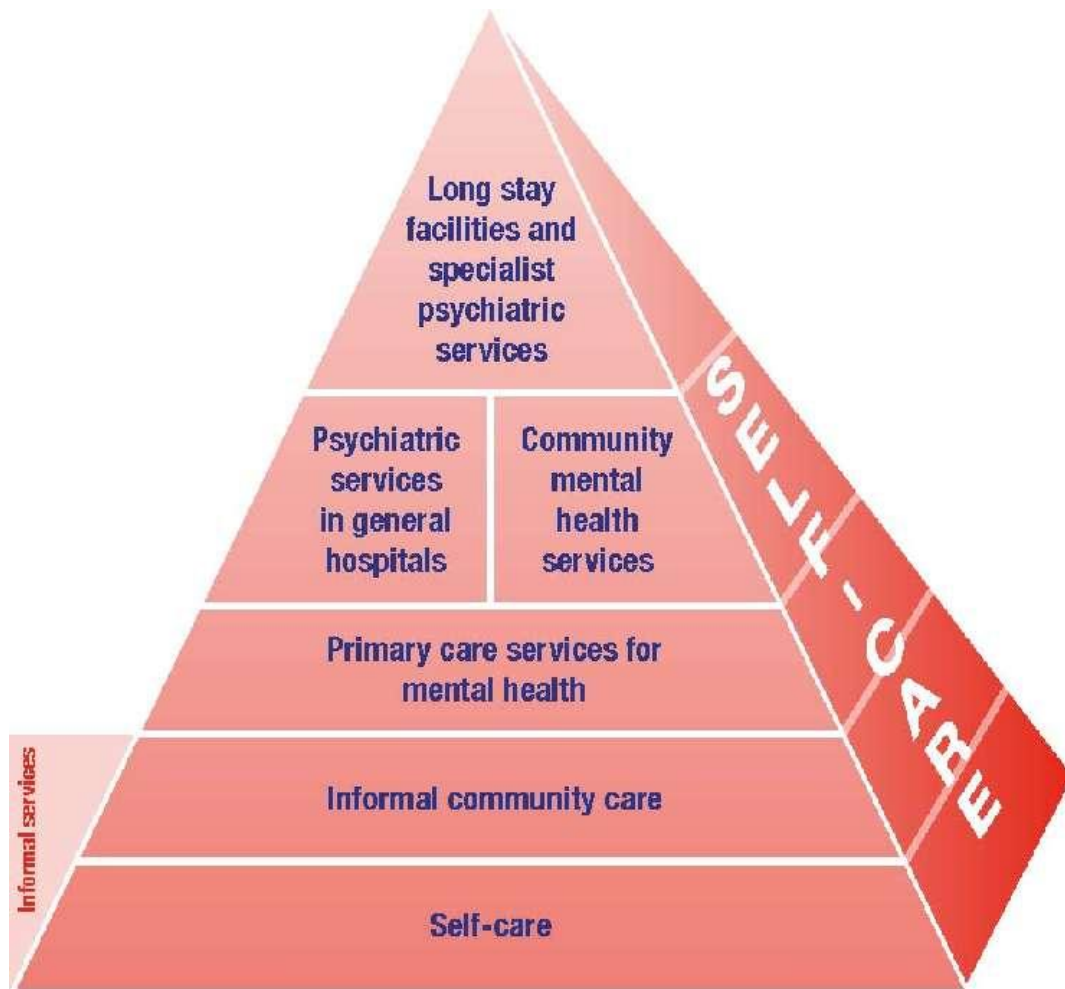 Long stay
facilities and
specialist
psychiatric
services
Psychiatric
services
in general
hospitals
Community
mental
health
services
Primary care services for
mental health
Informal community care
Self-care
Informal services
SELF-CARE